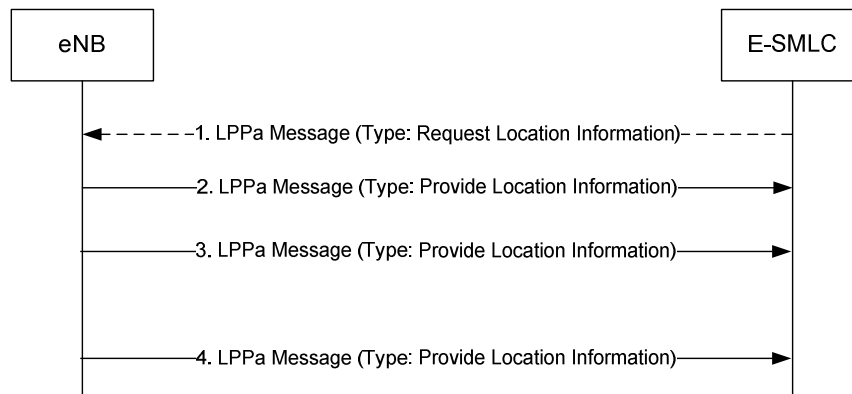 eNB
E-SMLC
1. LPPa Message (Type: Request Location Information)
2. LPPa Message (Type: Provide Location Information)
3. LPPa Message (Type: Provide Location Information)
4. LPPa Message (Type: Provide Location Information)